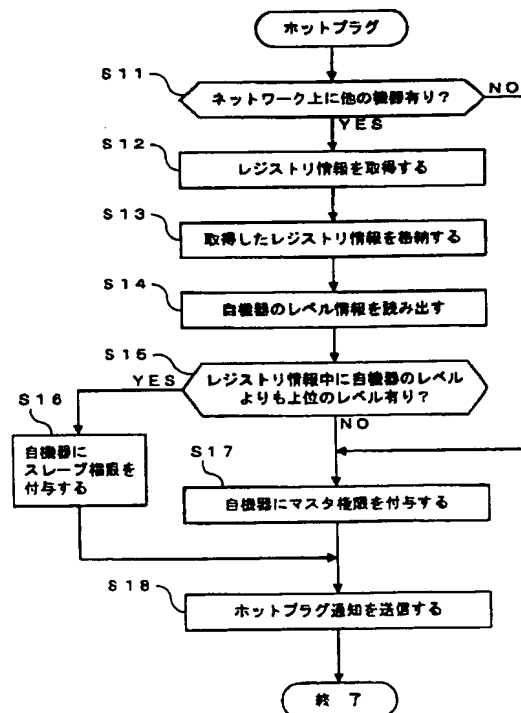 ホットプラグ
S11
ネットワーク上に他の機器有り？
NO
YES
S12
レジストリ情報を取得する
S13
取得したレジストリ情報を格納する
S14
自機器のレベル情報を読み出す
S15
YES
レジストリ情報中に自機器のレベル
よりも上位のレベル有り？
NO
S16
自機器に
スレーブ権限を
付与する
S17
自機器にマスタ権限を付与する
S18
ホットプラグ通知を送信する
終 了